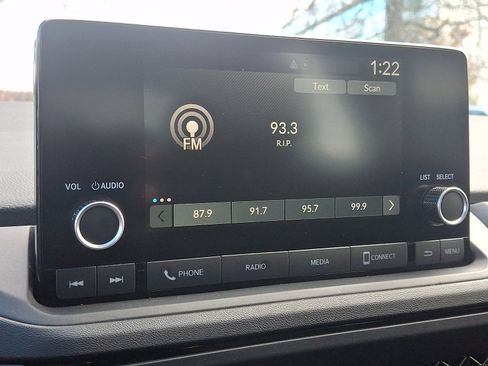 1:22
Text Scan
FM
93.3
R.I.P.
VOL AUDIO
LIST SELECT
87.9 91.7 95.7 99.9
PHONE RADIO MEDIA CONNECT MENU